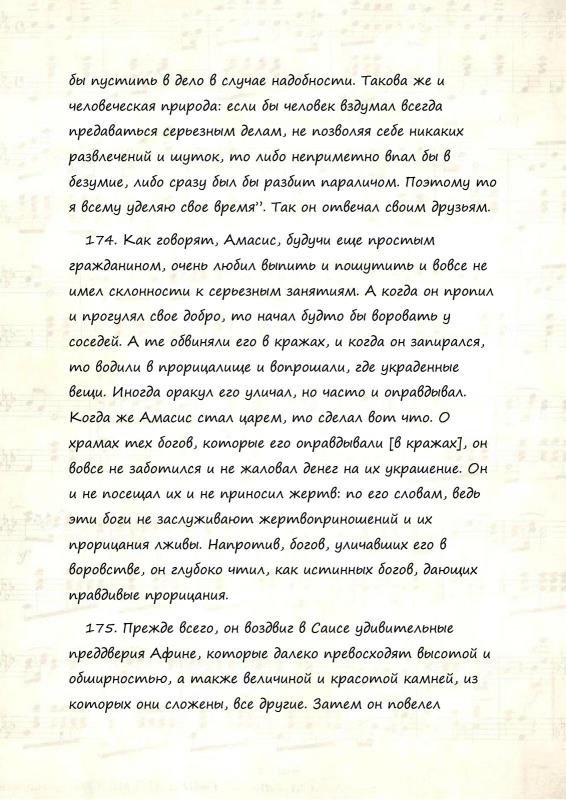 бы пустить в дело в случае надобности. Такова же и
человеческая природа: если бы человек вздумал всегда
предаваться серьезным делам, не позволяя себе никаких
развлечений и шуток, то либо неприметно впал бы в
безумие, либо сразу был бы разбит параличом. Поэтому то
я всему уделяю свое время”. Так он отвечал своим друзьям.
174. Как говорят, Амасис, будучи еще простым
гражданином, очень любил выпить и пошутить и вовсе не
имел склонности к серьезным занятиям. А когда он пропил
и прогулял свое добро, то начал будто бы воровать у
соседей. А те обвиняли его в кражах, и когда он запирался,
то водили в прорицалище и вопрошали, где украденные
вещи. Иногда оракул его уличал, но часто и оправдывал.
Когда же Амасис стал царем, то сделал вот что. О
храмах тех богов, которые его оправдывали [в кражах], он
вовсе не заботился и не жаловал денег на их украшение. Он
и не посещал их и не приносил жертв: по его словам, ведь
эти боги не заслуживают жертвоприношений и их
прорицания лживы. Напротив, богов, уличавших его в
воровстве, он глубоко чтил, как истинных богов, дающих
правдивые прорицания.
175. Прежде всего, он воздвиг в Саисе удивительные
преддверия Афине, которые далеко превосходят высотой и
обширностью, а также величиной и красотой камней, из
которых они сложены, все другие. Затем он повелел